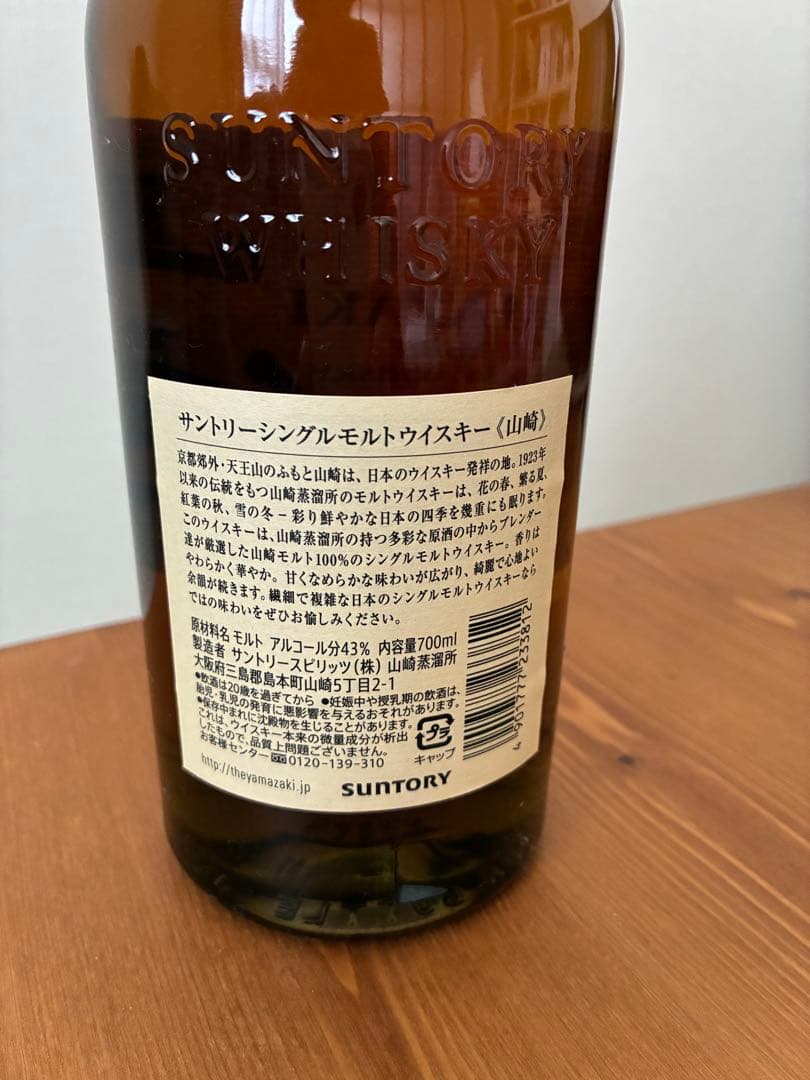 SUNTORY
WHISKY
サントリーシングルモルトウイスキー《山崎》
京都郊外・天王山のふもと山崎は、日本のウイスキー発祥の地。1923年
以来の伝統をもつ山崎蒸溜所のモルトウイスキーは、花の春、繁る夏、
紅葉の秋、雪の冬－彩り鮮やかな日本の四季を幾重にも眠ります。
このウイスキーは、山崎蒸溜所の持つ多彩な原酒の中からブレンダー
達が厳選した山崎モルト100%のシングルモルトウイスキー。香りは
やわらかく華やか。甘くなめらかな味わいが広がり、綺麗で心地よい
余韻が続きます。繊細で複雑な日本のシングルモルトウイスキーなら
ではの味わいをぜひお愉しみください。
原材料名 モルト アルコール分43% 内容量700ml
製造者 サントリースピリッツ(株) 山崎蒸溜所
大阪府三島郡島本町山崎5丁目2-1
●飲酒は20歳を過ぎてから ●妊娠中や授乳期の飲酒は、
胎児・乳児の発育に悪影響を与えるおそれがあります。
●保存中まれに沈殿物を生じることがあります。
これは、ウイスキー本来の微量成分が析出
したもので、品質上問題ございません。
お客様センター 0120-139-310
http://theyamazaki.jp
SUNTORY
プラ
キャップ
4901777233812